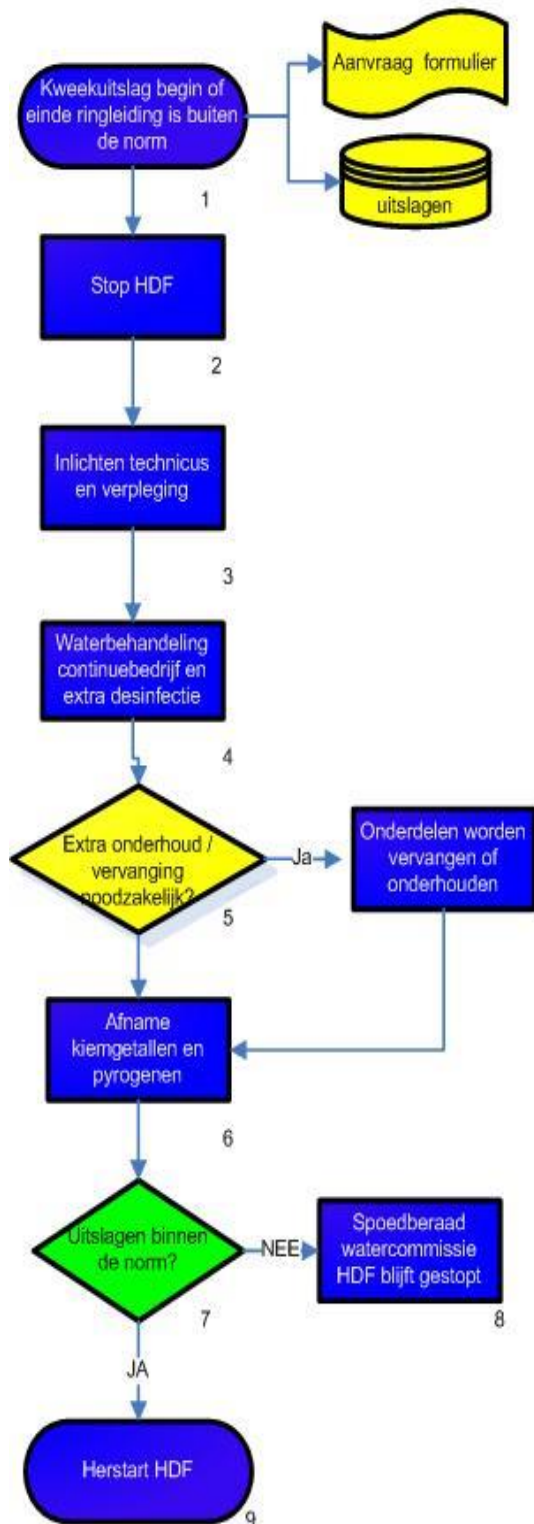 Kweekuitslag begin of
einde ringleiding is buiten
de norm
Aanvraag formulier
uitslagen
1
Stop HDF
2
Inlichten technicus
en verpleging
3
Waterbehandeling
continuebedrijf en
extra desinfectie
4
Extra onderhoud /
vervanging
noodzakelijk?
Ja
Onderdelen worden
vervangen of
onderhouden
5
Afname
kiemgetallen en
pyrogenen
6
Uitslagen binnen
de norm?
NEE
Spoedberaad
watercommissie
HDF blijft gestopt
7
8
JA
Herstart HDF
9